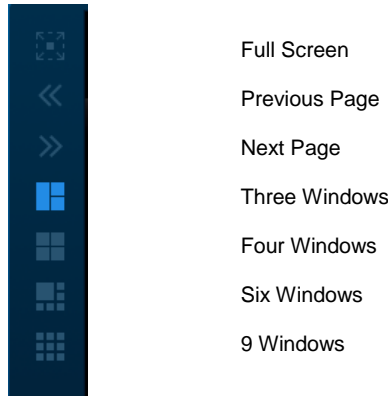 Full Screen
Previous Page
Next Page
Three Windows
Four Windows
Six Windows
9 Windows